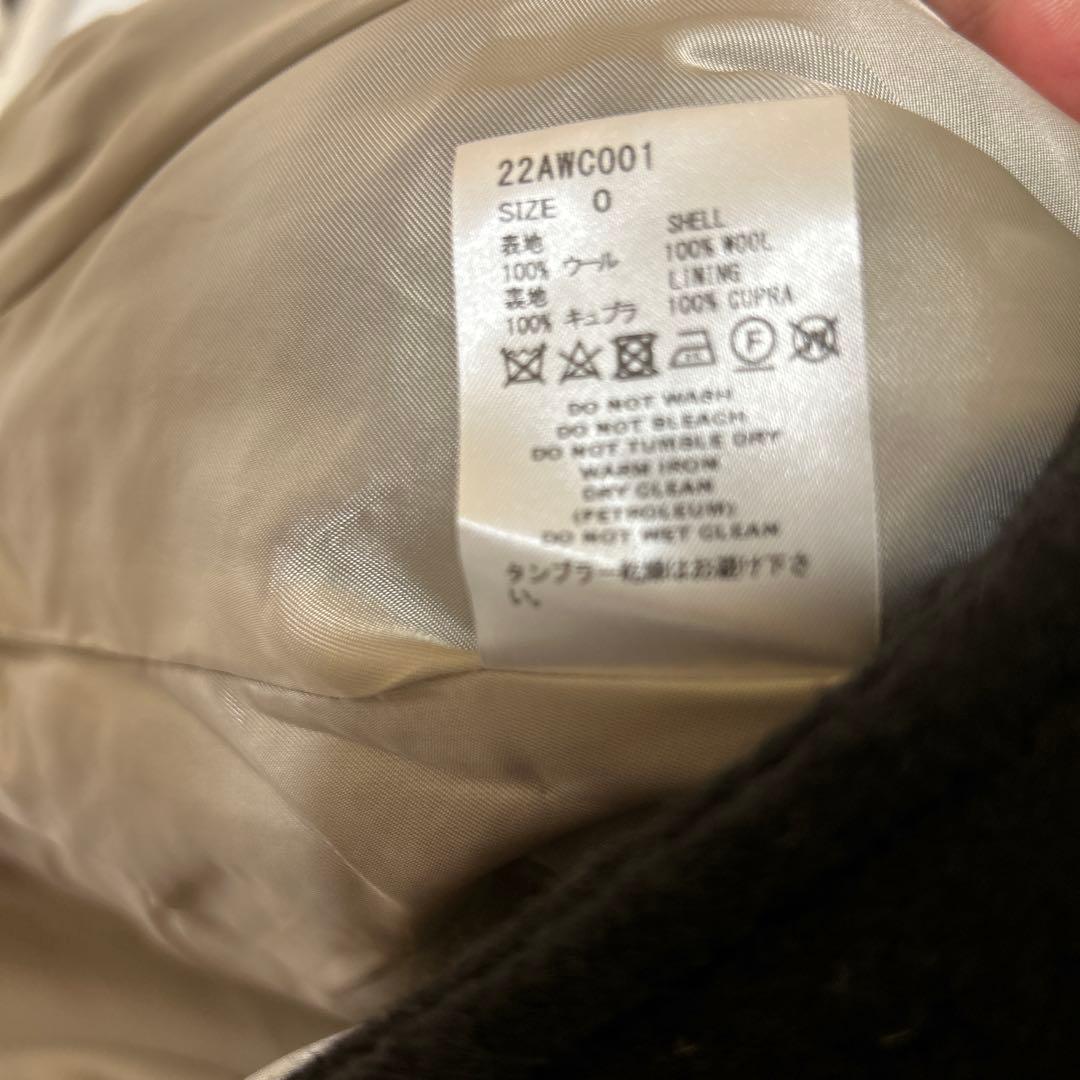 22AWC001
SIZE 0
表地 SHELL
100% ウール 100% WOOL
裏地 LINING
100% キュプラ 100% CUPRA
F W
DO NOT WASH
DO NOT BLEACH
DO NOT TUMBLE DRY
WARM IRON
DRY CLEAN
(PETROLEUM)
DO NOT WET CLEAN
タンブラー乾燥はお避け下さ
い。